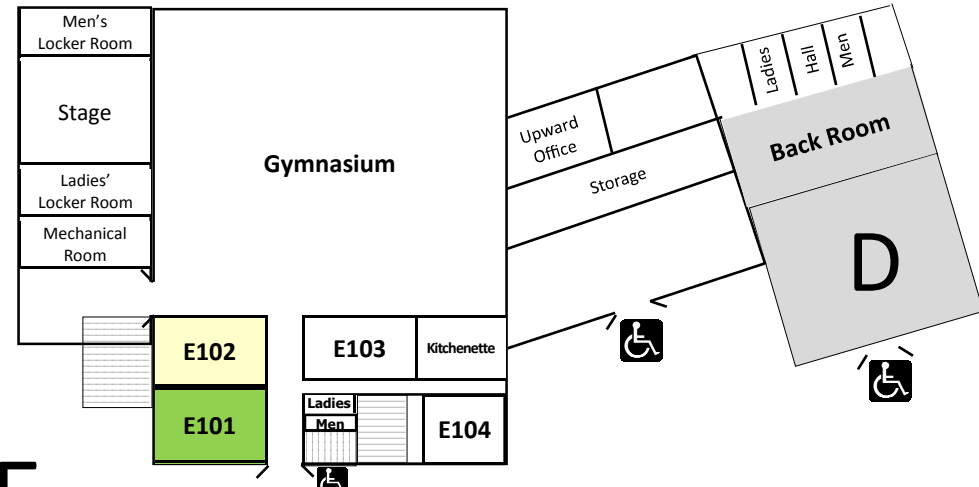 Men's
Locker Room
Stage
Ladies'
Locker Room
Mechanical
Room
Gymnasium
Upward
Office
Storage
Ladies
Hall
Men
Back Room
D
E102
E103
Kitchenette
E101
Ladies
Men
E104